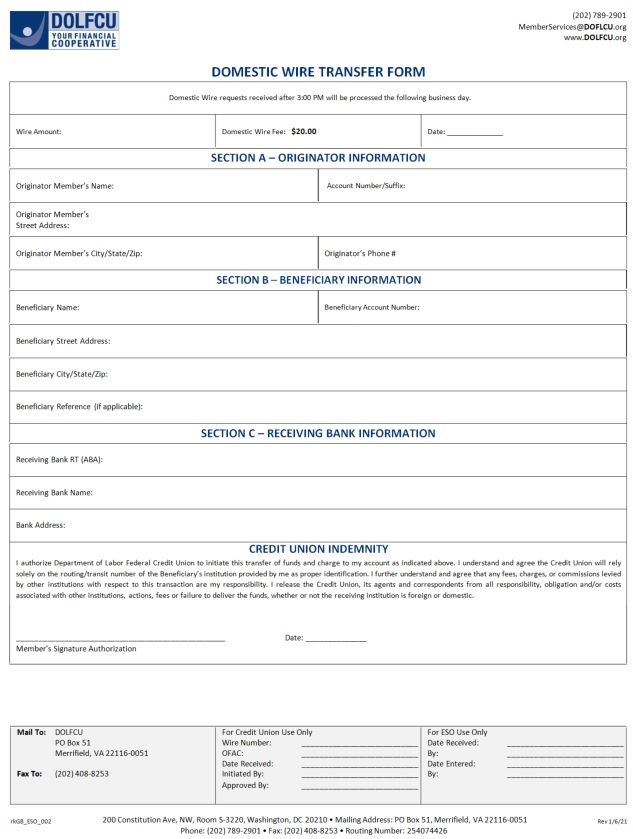 DOLFCU
YOUR FINANCIAL
COOPERATIVE
(202) 789-2901
MemberServices@DOFLCU.org
www.DOLFCU.org
DOMESTIC WIRE TRANSFER FORM
Domestic Wire requests received after 3:00 PM will be processed the following business day.
Wire Amount: Domestic Wire Fee: $20.00 Date: ____________
SECTION A – ORIGINATOR INFORMATION
Originator Member's Name: Account Number/Suffix:
Originator Member's
Street Address:
Originator Member's City/State/Zip: Originator's Phone #
SECTION B – BENEFICIARY INFORMATION
Beneficiary Name: Beneficiary Account Number:
Beneficiary Street Address:
Beneficiary City/State/Zip:
Beneficiary Reference (if applicable):
SECTION C – RECEIVING BANK INFORMATION
Receiving Bank RT (ABA):
Receiving Bank Name:
Bank Address:
CREDIT UNION INDEMNITY
I authorize Department of Labor Federal Credit Union to initiate this transfer of funds and charge to my account as indicated above. I understand and agree the Credit Union will rely
solely on the routing/transit number of the Beneficiary's institution provided by me as proper identification. I further understand and agree that any fees, charges, or commissions levied
by other institutions with respect to this transaction are my responsibility. I release the Credit Union, its agents and correspondents from all responsibility, obligation and/or costs
associated with other institutions, actions, fees or failure to deliver the funds, whether or not the receiving institution is foreign or domestic.
____________________________ Date: ____________
Member's Signature Authorization
Mail To: DOLFCU
PO Box 51
Merrifield, VA 22116-0051
Fax To: (202) 408-8253
For Credit Union Use Only
Wire Number: ____________
OFAC: ____________
Date Received: ____________
Initiated By: ____________
Approved By: ____________
For ESO Use Only
Date Received: ____________
By: ____________
Date Entered: ____________
By: ____________
rkGB_ESO_002 200 Constitution Ave, NW, Room S-3220, Washington, DC 20210 • Mailing Address: PO Box 51, Merrifield, VA 22116-0051 Rev 1/6/21
Phone: (202) 789-2901 • Fax: (202) 408-8253 • Routing Number: 254074426